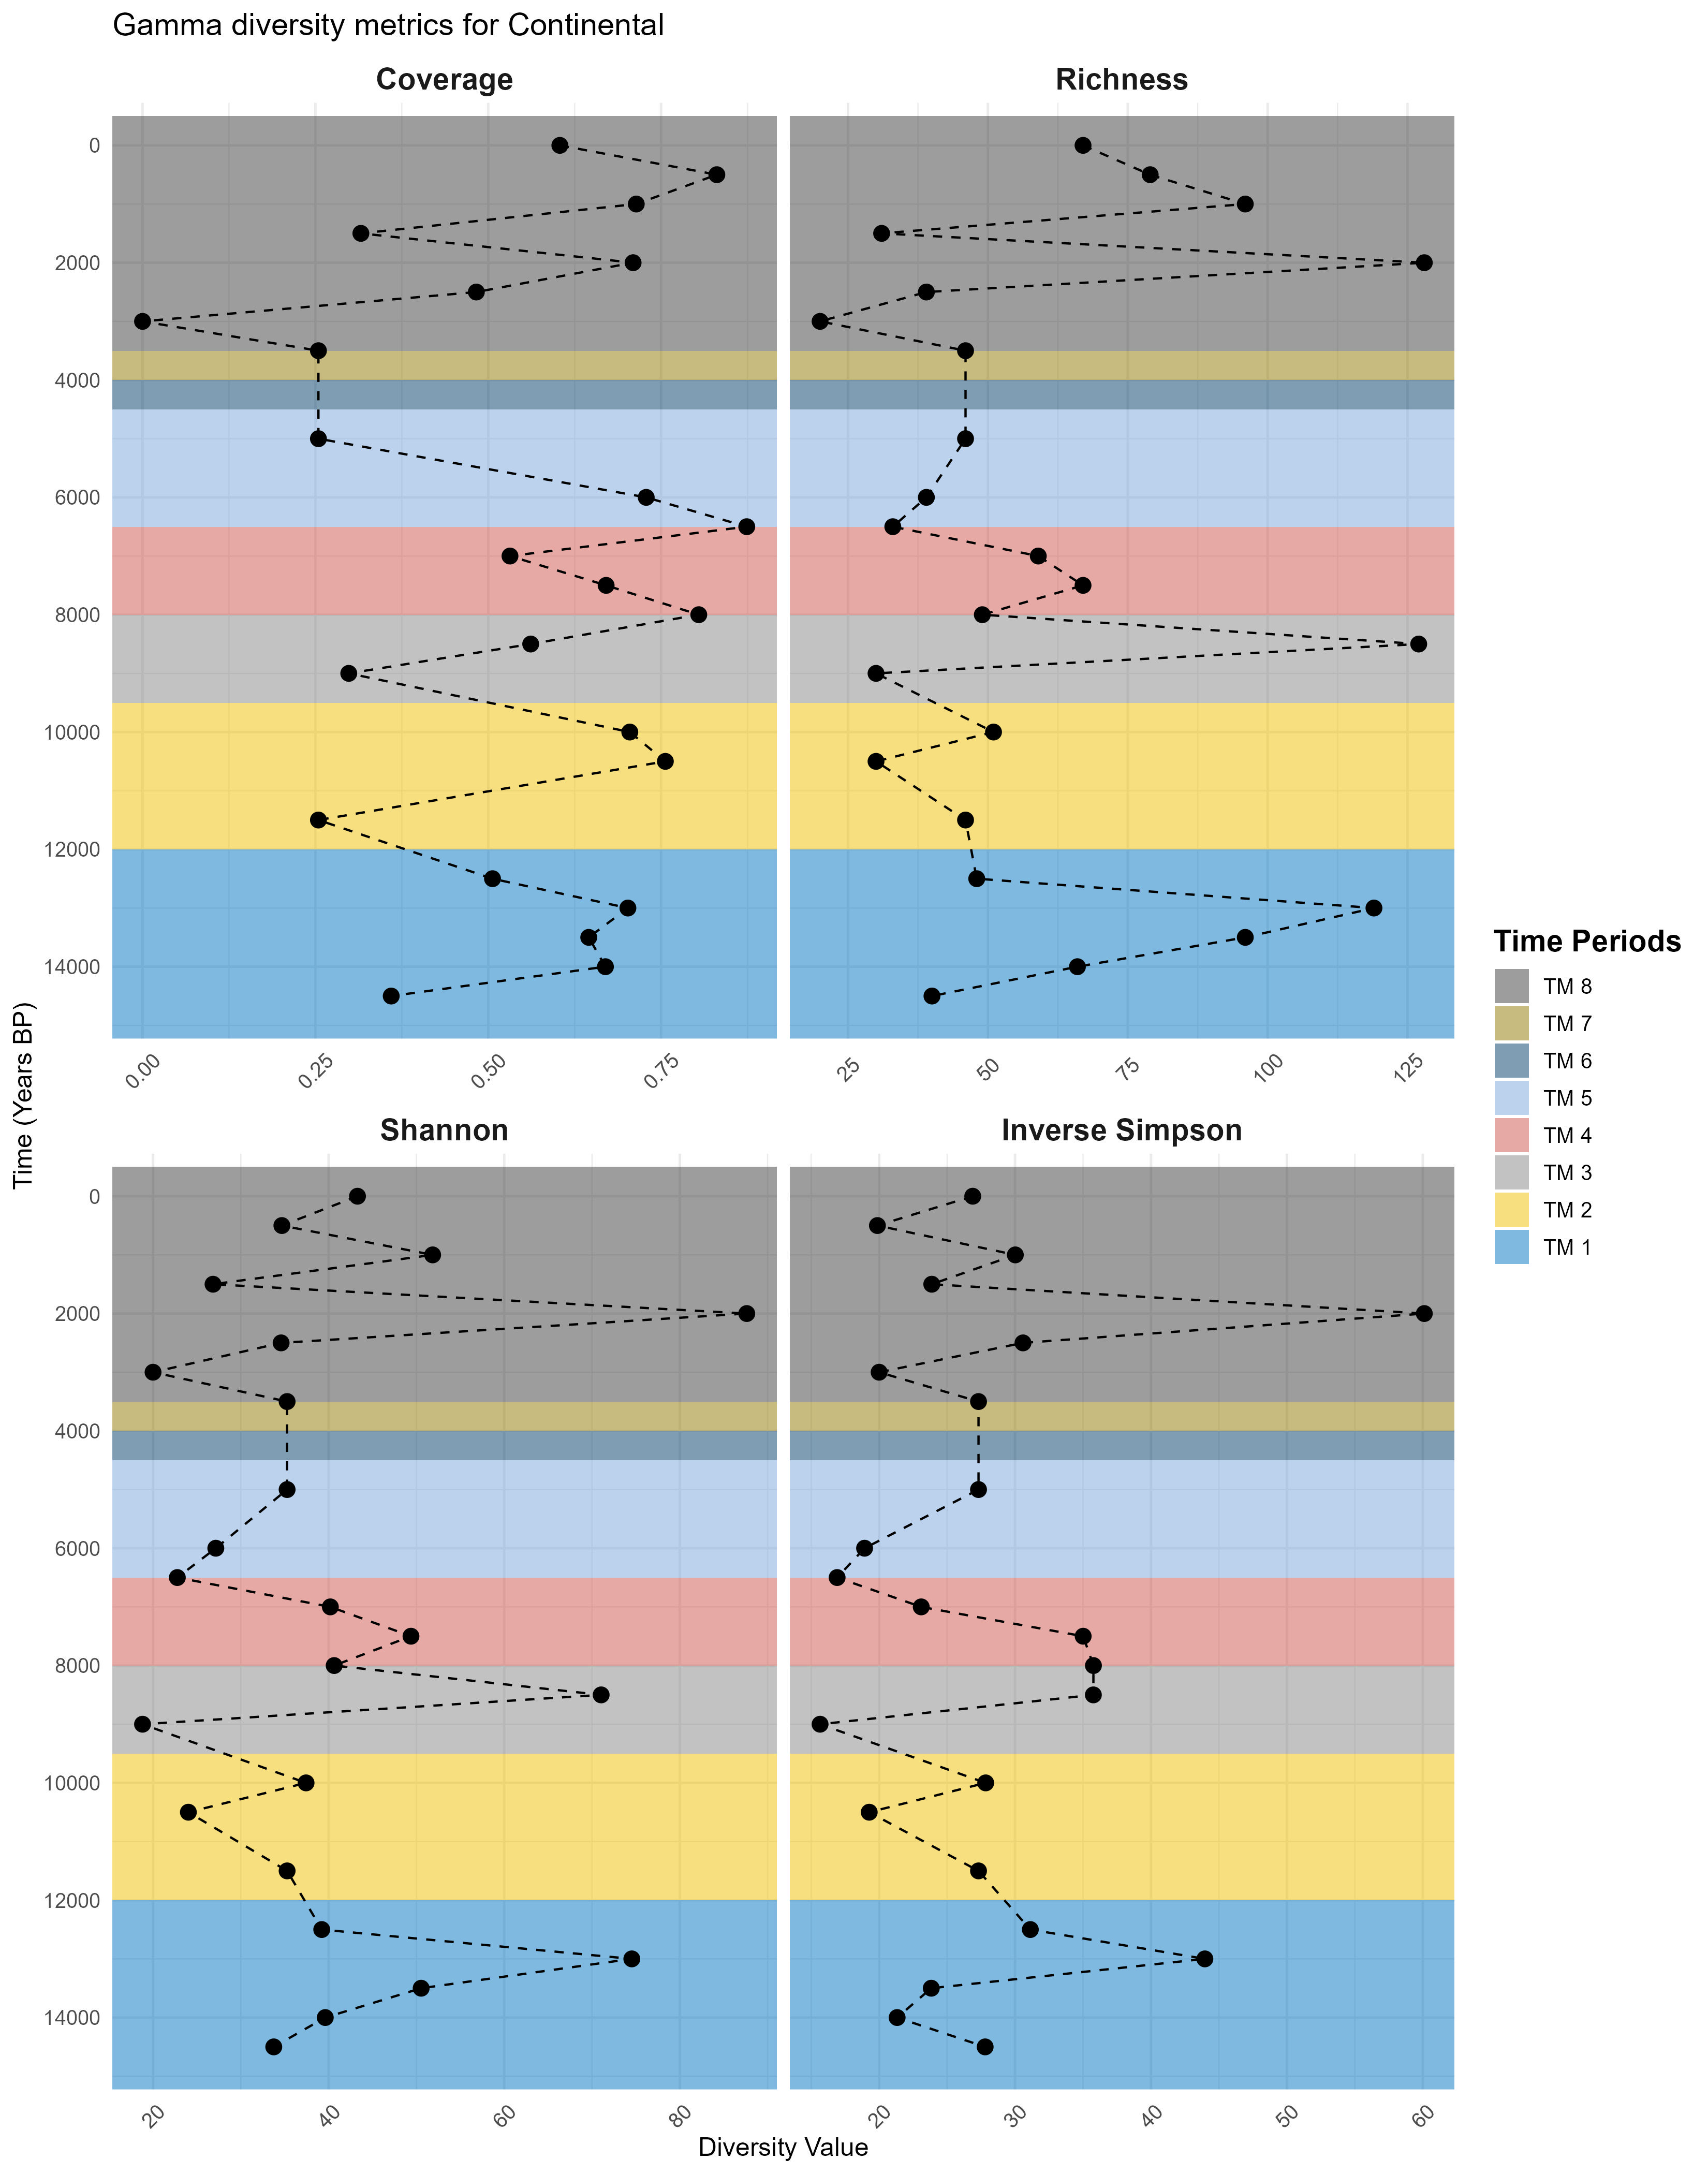 Gamma diversity metrics for Continental
Coverage
Richness
0
2000
4000
6000
8000
10000
12000
14000
0.00
0.25
0.50
0.75
25
50
75
100
125
Time (Years BP)
Shannon
Inverse Simpson
0
2000
4000
6000
8000
10000
12000
14000
20
40
60
80
20
30
40
50
60
Diversity Value
Time Periods
TM 8
TM 7
TM 6
TM 5
TM 4
TM 3
TM 2
TM 1